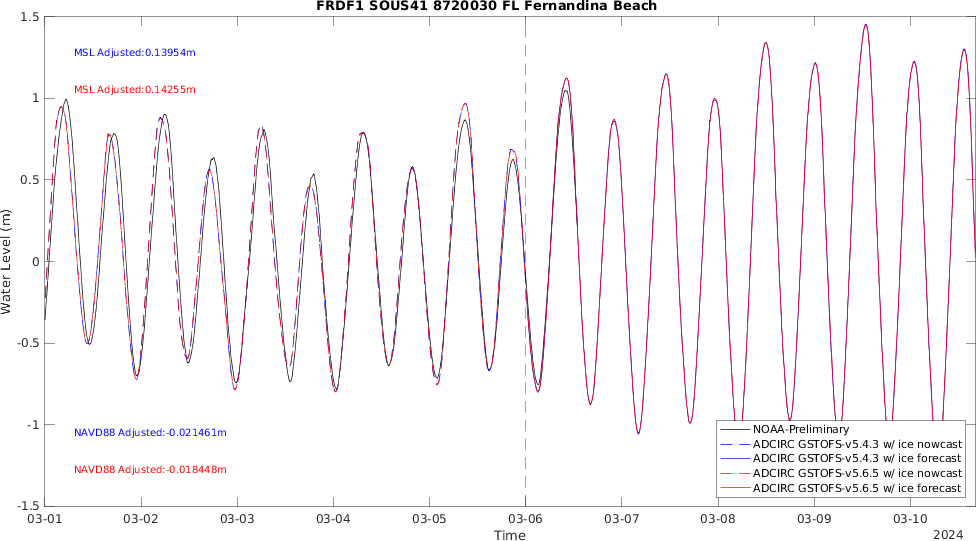 FRDF1 SOUS41 8720030 FL Fernandina Beach
Water Level (m)
1.5
1
0.5
0
-0.5
-1
-1.5
MSL Adjusted:0.13954m
MSL Adjusted:0.14255m
NAVD88 Adjusted:-0.021461m
NAVD88 Adjusted:-0.018448m
NOAA-Preliminary
ADCIRC GSTOFS-v5.4.3 w/ ice nowcast
ADCIRC GSTOFS-v5.4.3 w/ ice forecast
ADCIRC GSTOFS-v5.6.5 w/ ice nowcast
ADCIRC GSTOFS-v5.6.5 w/ ice forecast
03-01 03-02 03-03 03-04 03-05 03-06 03-07 03-08 03-09 03-10
Time
2024